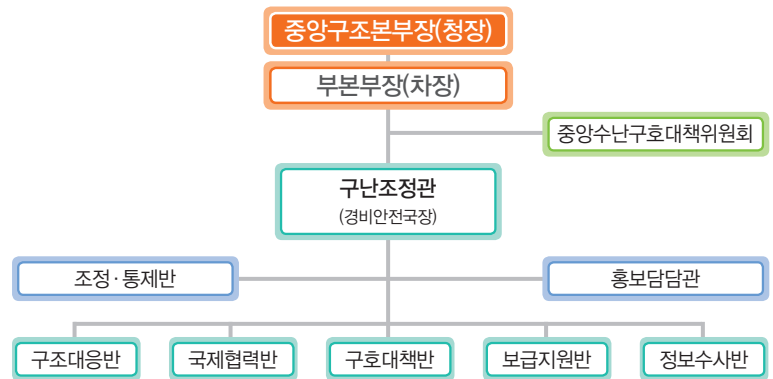 중앙구조본부장(청장)
부본부장(차장)
중앙수난구호대책위원회
구난조정관
(경비안전국장)
조정·통제반
홍보담담관
구조대응반
국제협력반
구호대책반
보급지원반
정보수사반